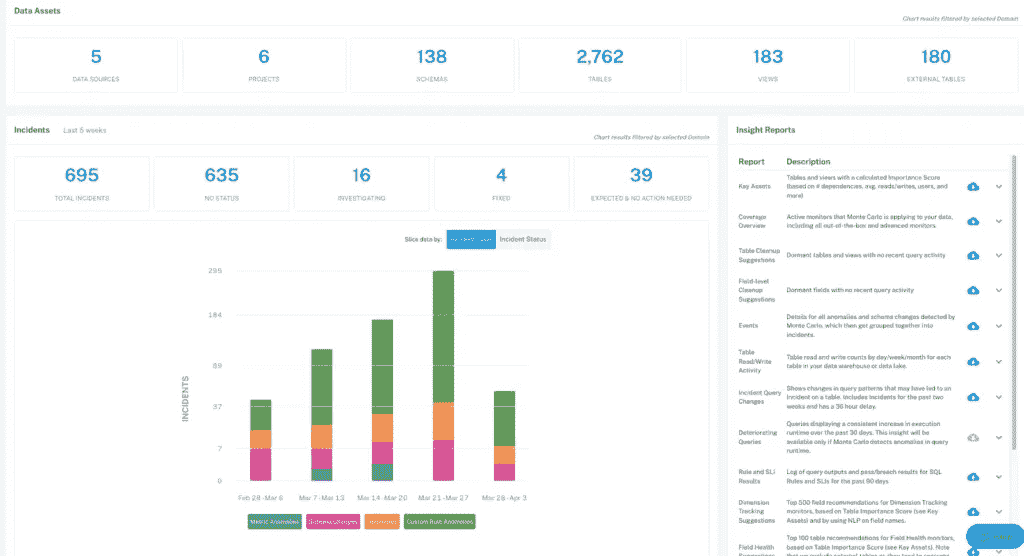 Data Assets
Chart results filtered by selected Domain
5
6
138
2,762
183
180
DATA SOURCES
PROJECTS
SCHEMAS
TABLES
VIEWS
EXTERNAL TABLES
Incidents Last 5 weeks
Chart results Filtered by selected Domain
695
635
16
4
39
TOTAL INCIDENTS
NO STATUS
INVESTIGATING
FIXED
EXPECTED & NO ACTION NEEDED
Slice data by:
Incident Status
295
184
89
37
7
0
INCIDENTS
Feb 28 - Mar 6
Mar 7 - Mar 13
Mar 14 - Mar 20
Mar 21 - Mar 27
Mar 28 - Apr 3
Custom Rule Anomalies
Insight Reports
Report Description
Key Assets
Tables and views with a calculated Importance Score
(based on # dependencies, avg. reads/writes, users, and
more)
Coverage
Overview
Active monitors that Monte Carlo is applying to your data,
including all out-of-the-box and advanced monitors.
Table Cleanup
Suggestions
Dormant tables and views with no recent query activity
Field-level
Cleanup
Suggestions
Dormant fields with no recent query activity
Events
Details for all anomalies and schema changes detected by
Monte Carlo, which then get grouped together into
incidents.
Table
Read/Write
Activity
Table read and write counts by day/week/month for each
table in your data warehouse or data lake.
Incident Query
Changes
Shows changes in query patterns that may have led to an
incident on a table. Includes incidents for the past two
weeks and has a 36 hour delay.
Deteriorating
Queries
Queries displaying a consistent increase in execution
runtime over the past 30 days. This insight will be
available only if Monte Carlo detects anomalies in query
runtime.
Rule and SLI
Results
Log of query outputs and pass/breach results for SQL
Rules and SLIs for the past 90 days
Dimension
Tracking
Suggestions
Top 500 field recommendations for Dimension Tracking
monitors, based on Table Importance Score (see Key
Assets) and by using NLP on field names.
Field Health
Suggestions
Top 100 table recommendations for Field Health monitors,
based on Table Importance Score (see Key Assets). Note